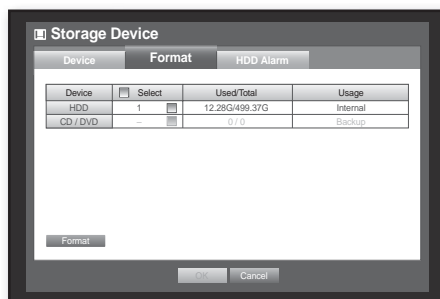 Storage Device
Device Format HDD Alarm
Device Select Used/Total Usage
HDD 1 12.28G/499.37G Internal
CD / DVD – 0 / 0 Backup
Format
OK Cancel